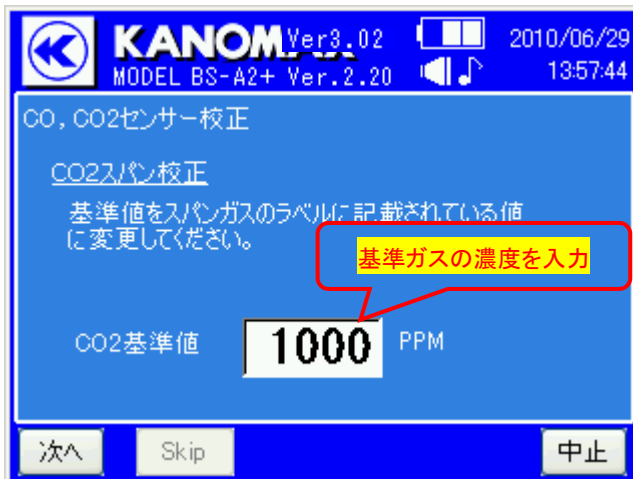 KANOMAX Ver3.02 2010/06/29
MODEL BS-A2+ Ver.2.20 13:57:44
CO,CO2センサー校正
CO2スパン校正
基準値をスパンガスのラベルに記載されている値
に変更してください。
基準ガスの濃度を入力
CO2基準値 1000 PPM
次へ Skip 中止